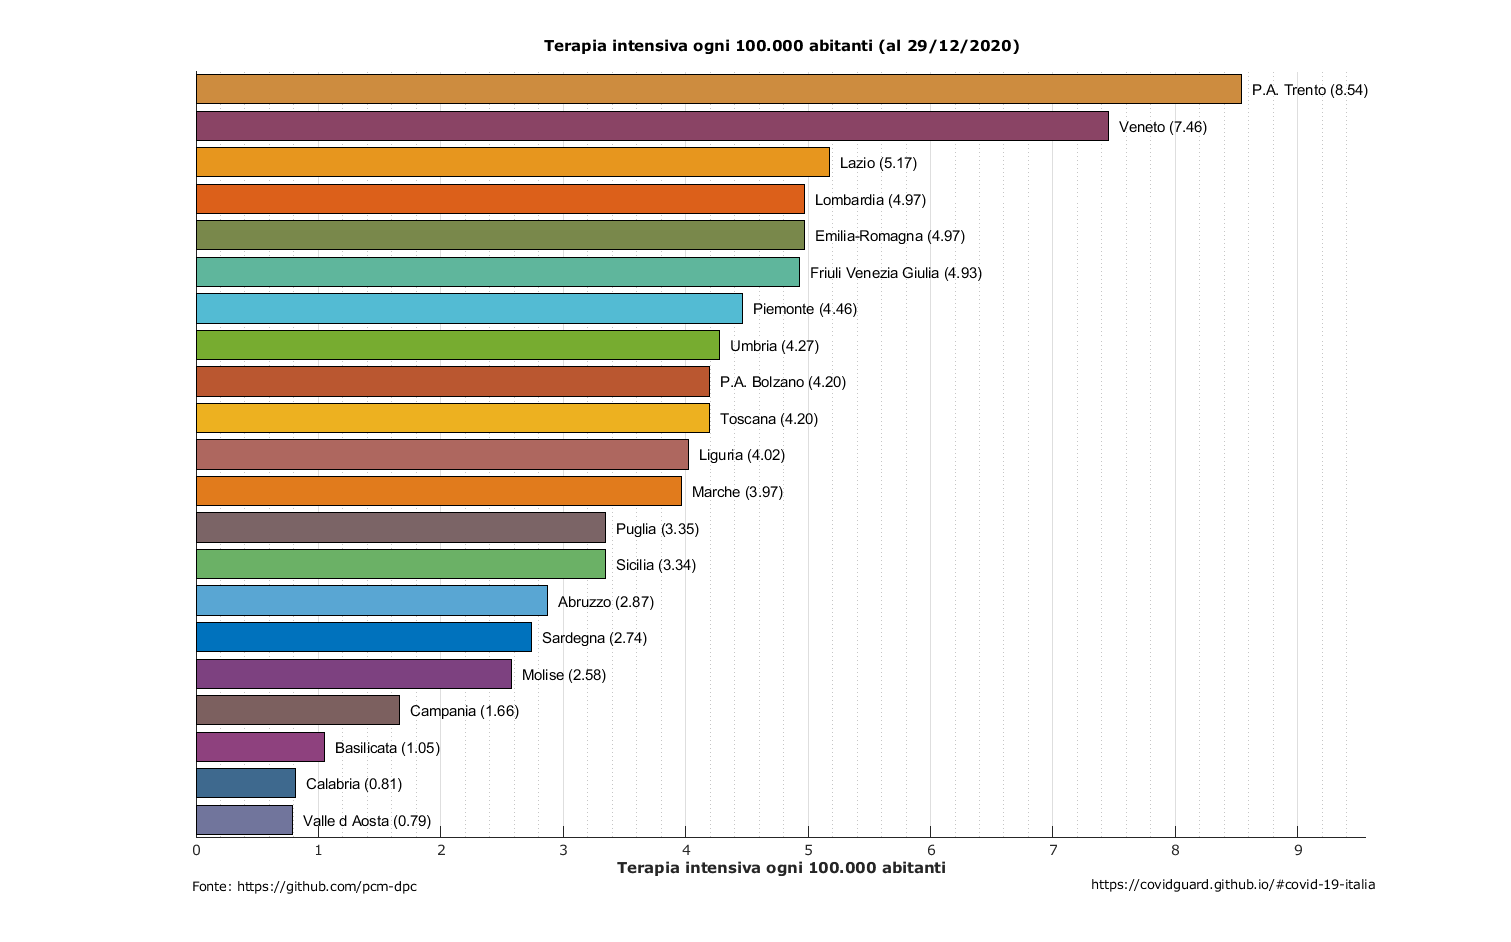 Terapia intensiva ogni 100.000 abitanti (al 29/12/2020)
P.A. Trento (8.54)
Veneto (7.46)
Lazio (5.17)
Lombardia (4.97)
Emilia-Romagna (4.97)
Friuli Venezia Giulia (4.93)
Piemonte (4.46)
Umbria (4.27)
P.A. Bolzano (4.20)
Toscana (4.20)
Liguria (4.02)
Marche (3.97)
Puglia (3.35)
Sicilia (3.34)
Abruzzo (2.87)
Sardegna (2.74)
Molise (2.58)
Campania (1.66)
Basilicata (1.05)
Calabria (0.81)
Valle d Aosta (0.79)
0 1 2 3 4 5 6 7 8 9
Terapia intensiva ogni 100.000 abitanti
Fonte: https://github.com/pcm-dpc
https://covidguard.github.io/#covid-19-italia